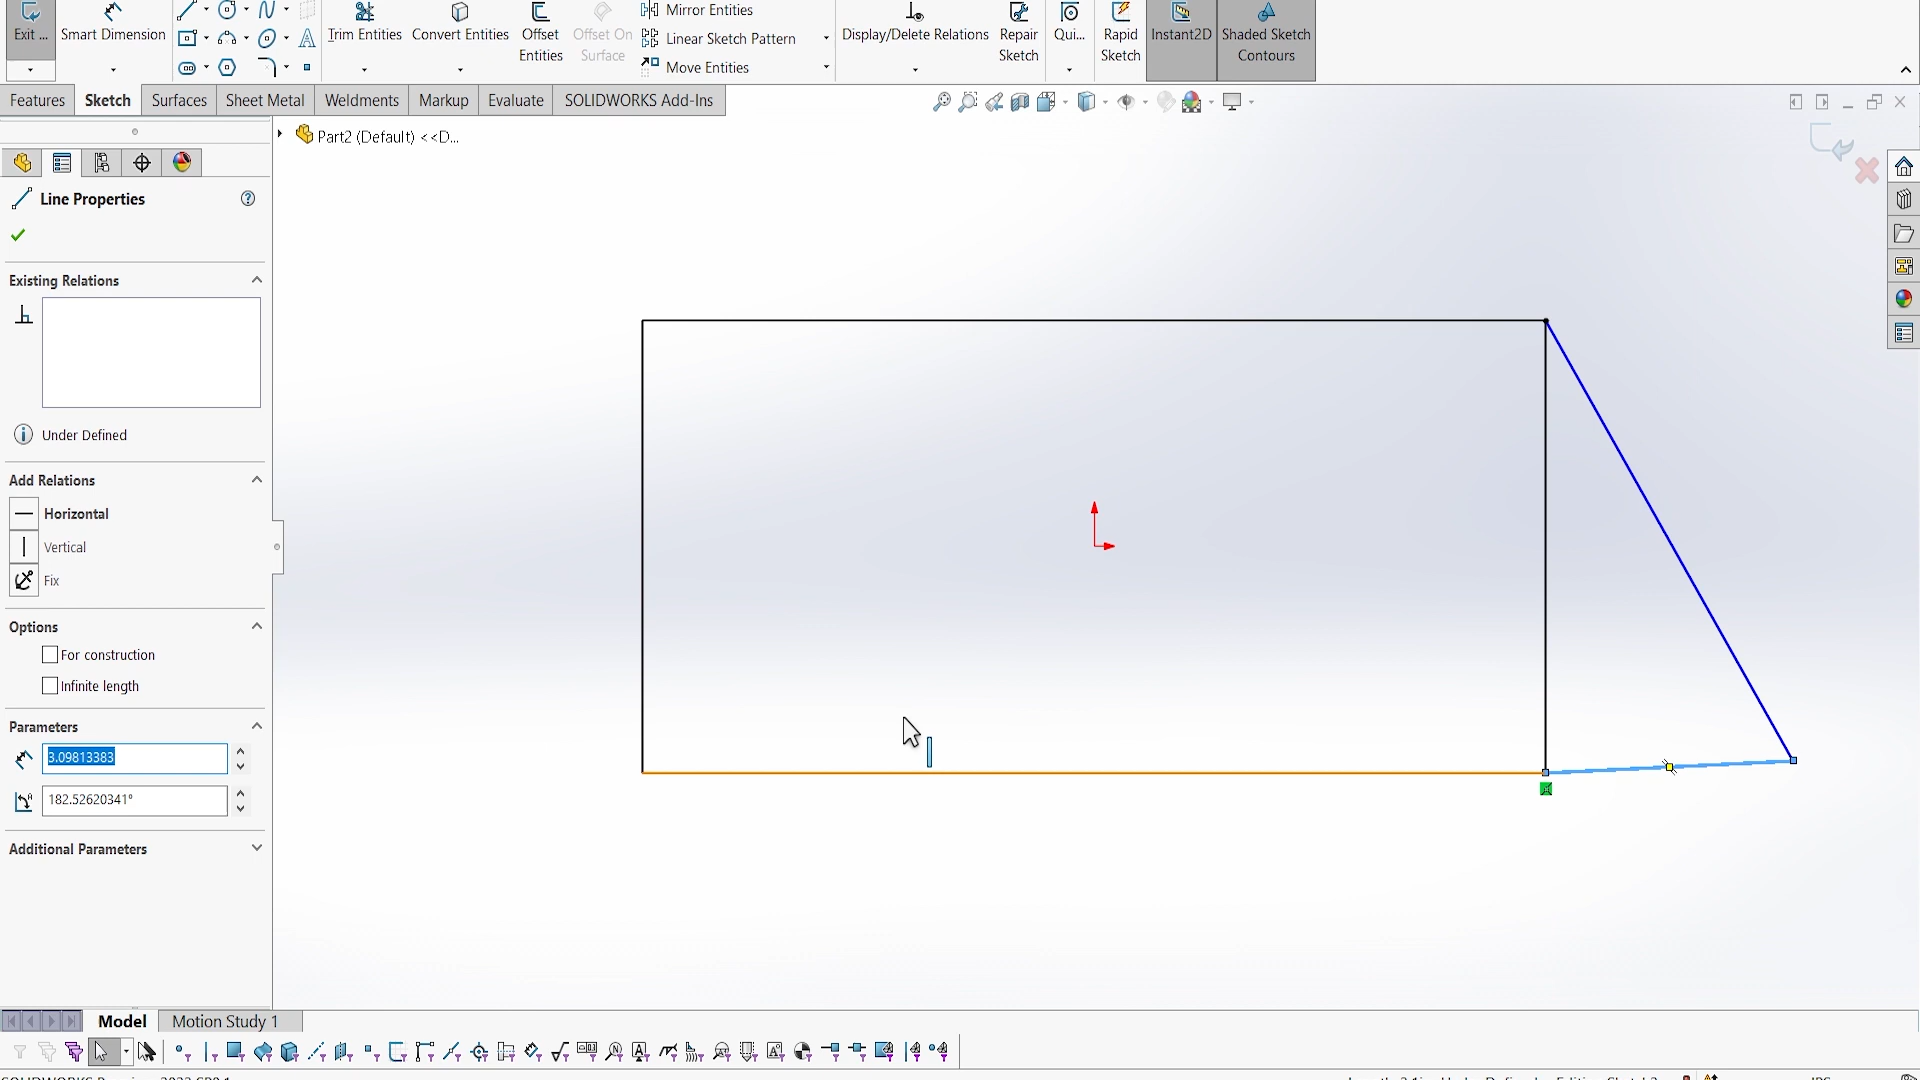 Exit ...
Smart Dimension
Trim Entities
Convert Entities
Offset
Entities
Offset On
Surface
Mirror Entities
Linear Sketch Pattern
Move Entities
Display/Delete Relations
Repair
Sketch
Qui...
Rapid
Sketch
Instant2D
Shaded Sketch
Contours
Features
Sketch
Surfaces
Sheet Metal
Weldments
Markup
Evaluate
SOLIDWORKS Add-Ins
Part2 (Default) <<D...
Line Properties
Existing Relations
Under Defined
Add Relations
Horizontal
Vertical
Fix
Options
For construction
Infinite length
Parameters
3.09813383
182.52620341°
Additional Parameters
Model
Motion Study 1